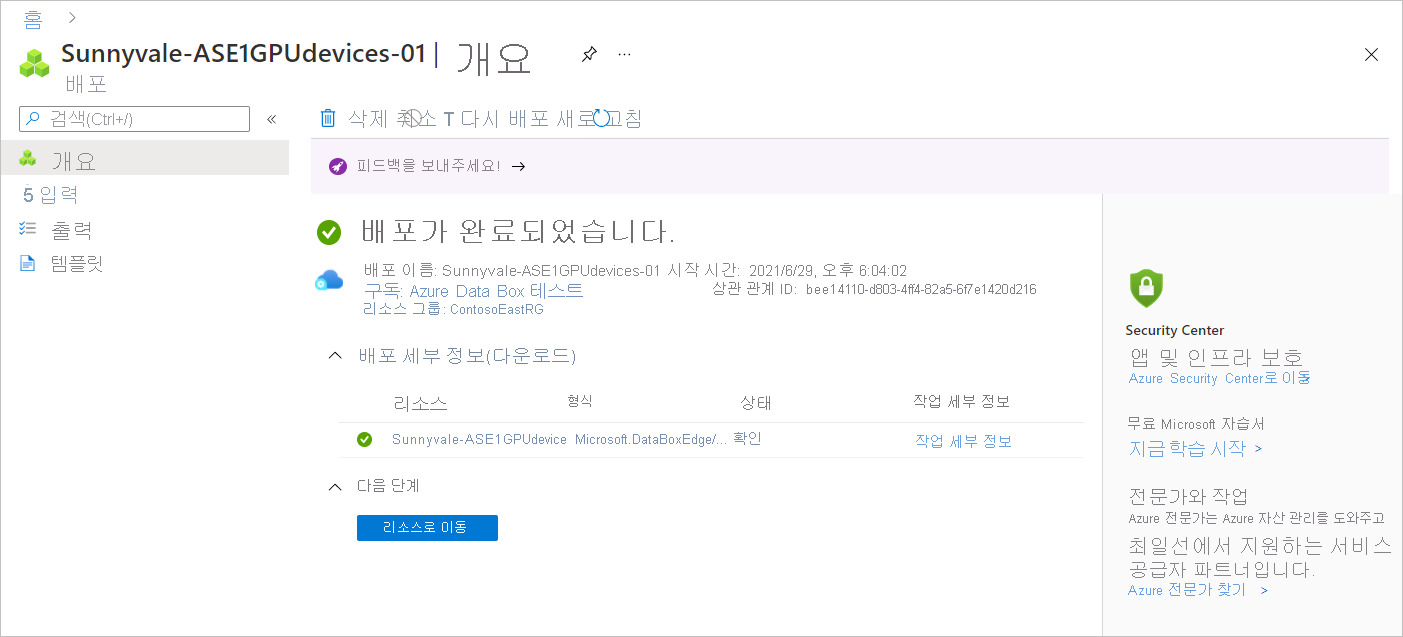 홈 >
Sunnyvale-ASE1GPUdevices-01 | 개요
배포
검색(Ctrl+/) «
삭제 취소 T 다시 배포 새로 고침
개요
5 입력
출력
템플릿
피드백을 보내주세요! →
배포가 완료되었습니다.
배포 이름: Sunnyvale-ASE1GPUdevices-01 시작 시간: 2021/6/29, 오후 6:04:02
구독: Azure Data Box 테스트 상관 관계 ID: bee14110-d803-4ff4-82a5-6f7e1420d216
리소스 그룹: ContosoEastRG
배포 세부 정보(다운로드)
리소스 형식 상태 작업 세부 정보
Sunnyvale-ASE1GPUdevice Microsoft.DataBoxEdge/... 확인 작업 세부 정보
다음 단계
리소스로 이동
Security Center
앱 및 인프라 보호
Azure Security Center로 이동
무료 Microsoft 자습서
지금 학습 시작 >
전문가와 작업
Azure 전문가는 Azure 자산 관리를 도와주고
최일선에서 지원하는 서비스
공급자 파트너입니다.
Azure 전문가 찾기 >